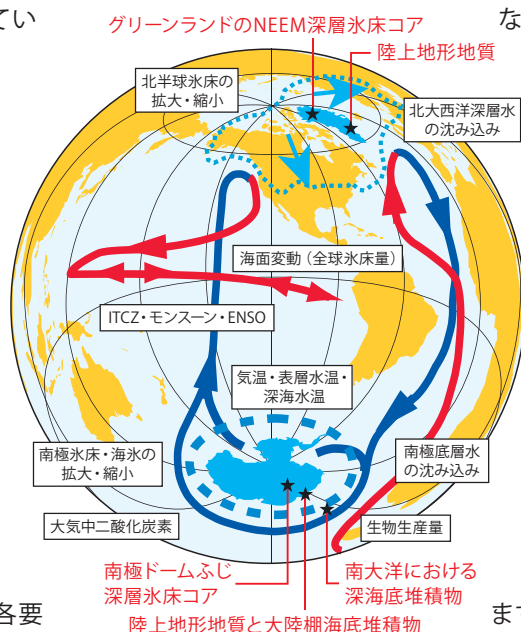 てい
な
グリーンランドのNEEM深層氷床コア
陸上地形地質
北半球氷床の
拡大・縮小
北大西洋深層水
の沈み込み
海面変動（全球氷床量）
ITCZ・モンスーン・ENSO
気温・表層水温・
深海水温
南極氷床・海氷の
拡大・縮小
南極底層水
の沈み込み
大気中二酸化炭素
生物生産量
南極ドームふじ
深層氷床コア
南大洋における
深海底堆積物
陸上地形地質と大陸棚海底堆積物
各要
まで